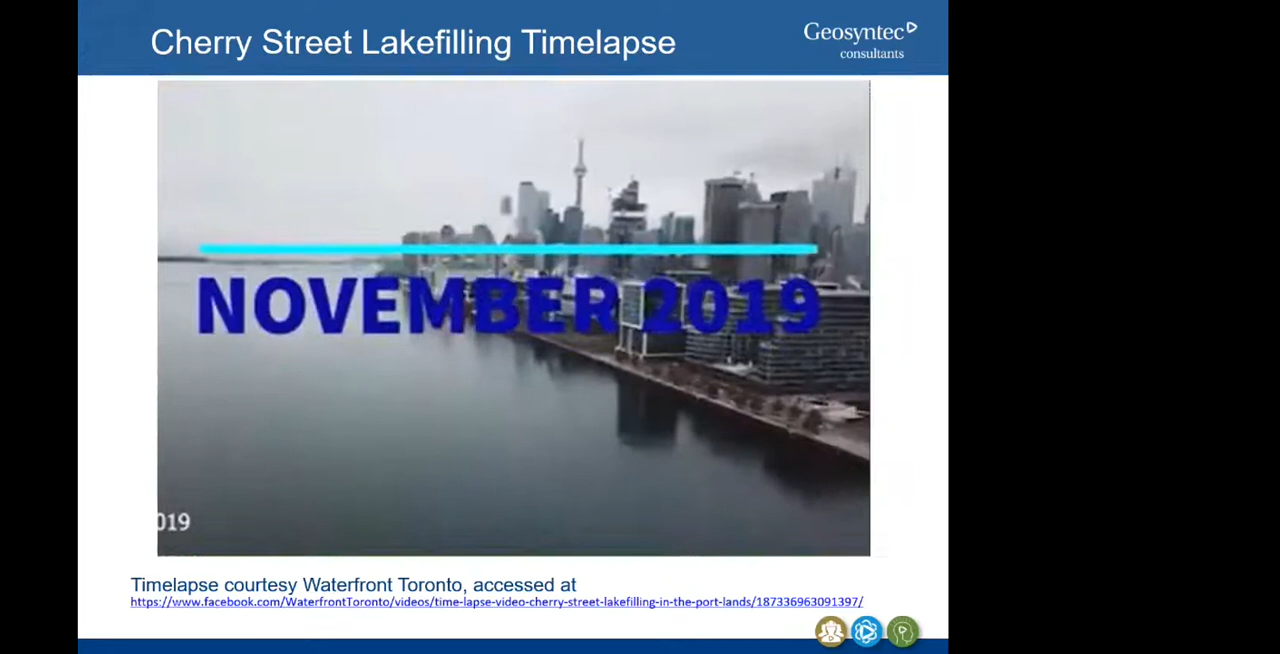 Cherry Street Lakefilling Timelapse
Geosyntec
consultants
NOVEMBER 2019
019
Timelapse courtesy Waterfront Toronto, accessed at
https://www.facebook.com/WaterfrontToronto/videos/time-lapse-video-cherry-street-lakefilling-in-the-port-lands/187336963091397/